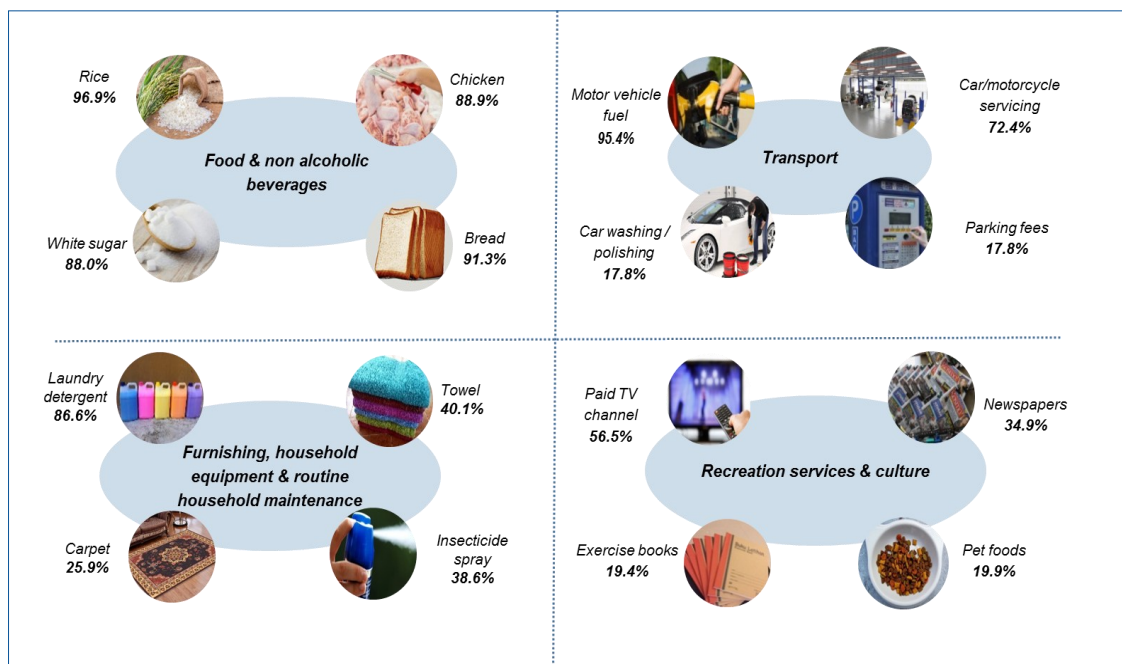 Rice
96.9%
Chicken
88.9%
Food & non alcoholic
beverages
White sugar
88.0%
Bread
91.3%
Motor vehicle
fuel
95.4%
Car/motorcycle
servicing
72.4%
Transport
Car washing /
polishing
17.8%
Parking fees
17.8%
Laundry
detergent
86.6%
Towel
40.1%
Furnishing, household
equipment & routine
household maintenance
Carpet
25.9%
Insecticide
spray
38.6%
Paid TV
channel
56.5%
Newspapers
34.9%
Recreation services & culture
Exercise books
19.4%
Pet foods
19.9%